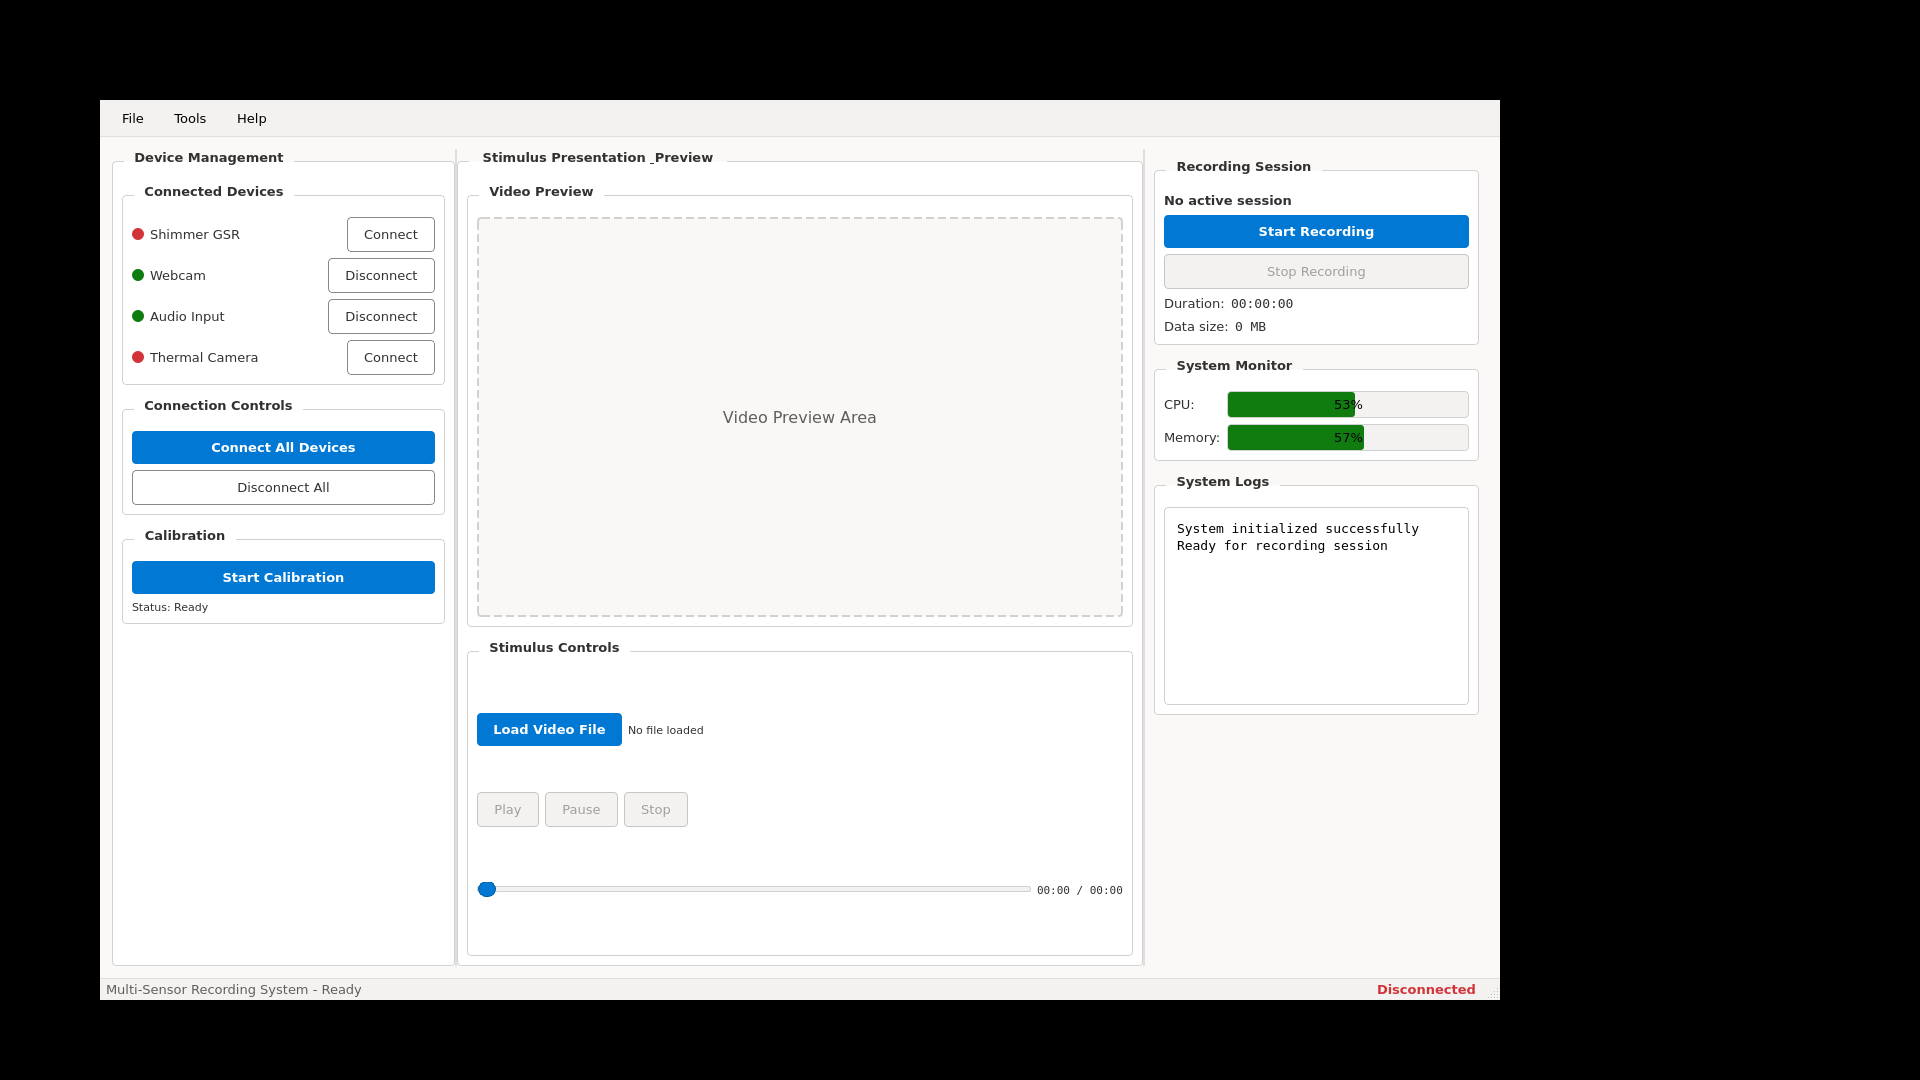 File Tools Help
Device Management
Connected Devices
Shimmer GSR Connect
Webcam Disconnect
Audio Input Disconnect
Thermal Camera Connect
Connection Controls
Connect All Devices
Disconnect All
Calibration
Start Calibration
Status: Ready
Stimulus Presentation _Preview
Video Preview
Video Preview Area
Stimulus Controls
Load Video File No file loaded
Play Pause Stop
00:00 / 00:00
Recording Session
No active session
Start Recording
Stop Recording
Duration: 00:00:00
Data size: 0 MB
System Monitor
CPU: 53%
Memory: 57%
System Logs
System initialized successfully
Ready for recording session
Multi-Sensor Recording System - Ready
Disconnected